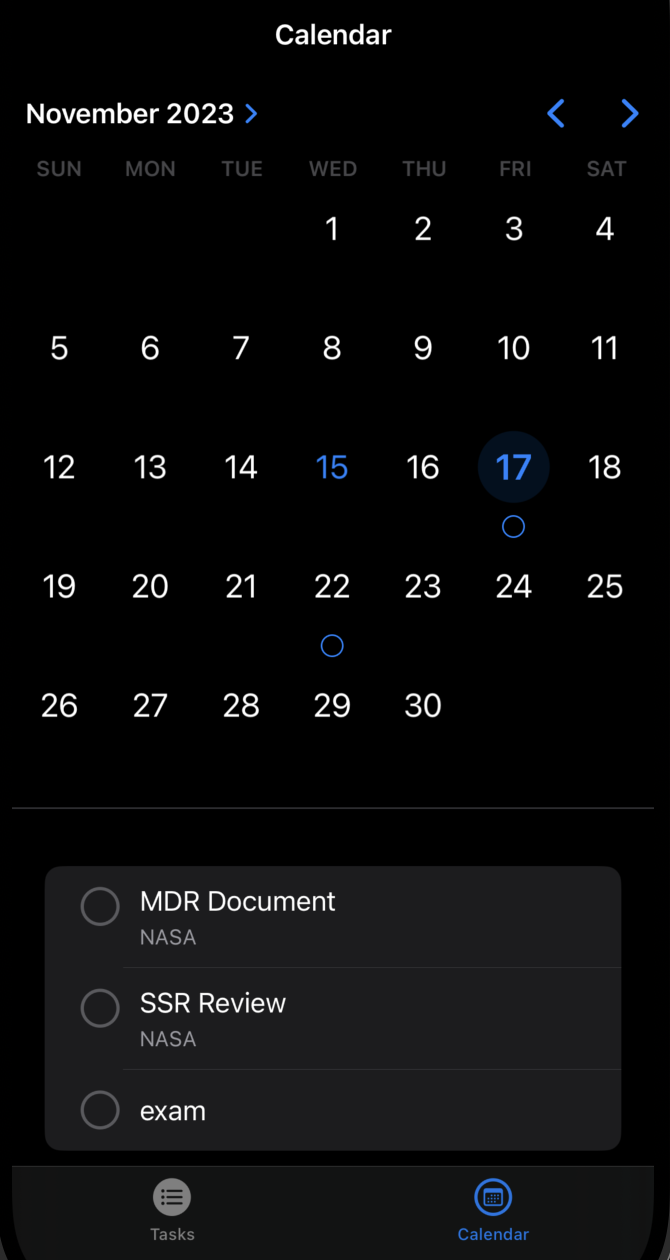 Calendar
November 2023
SUN MON TUE WED THU FRI SAT
1 2 3 4
5 6 7 8 9 10 11
12 13 14 15 16 17 18
19 20 21 22 23 24 25
26 27 28 29 30
MDR Document
NASA
SSR Review
NASA
exam
Tasks Calendar